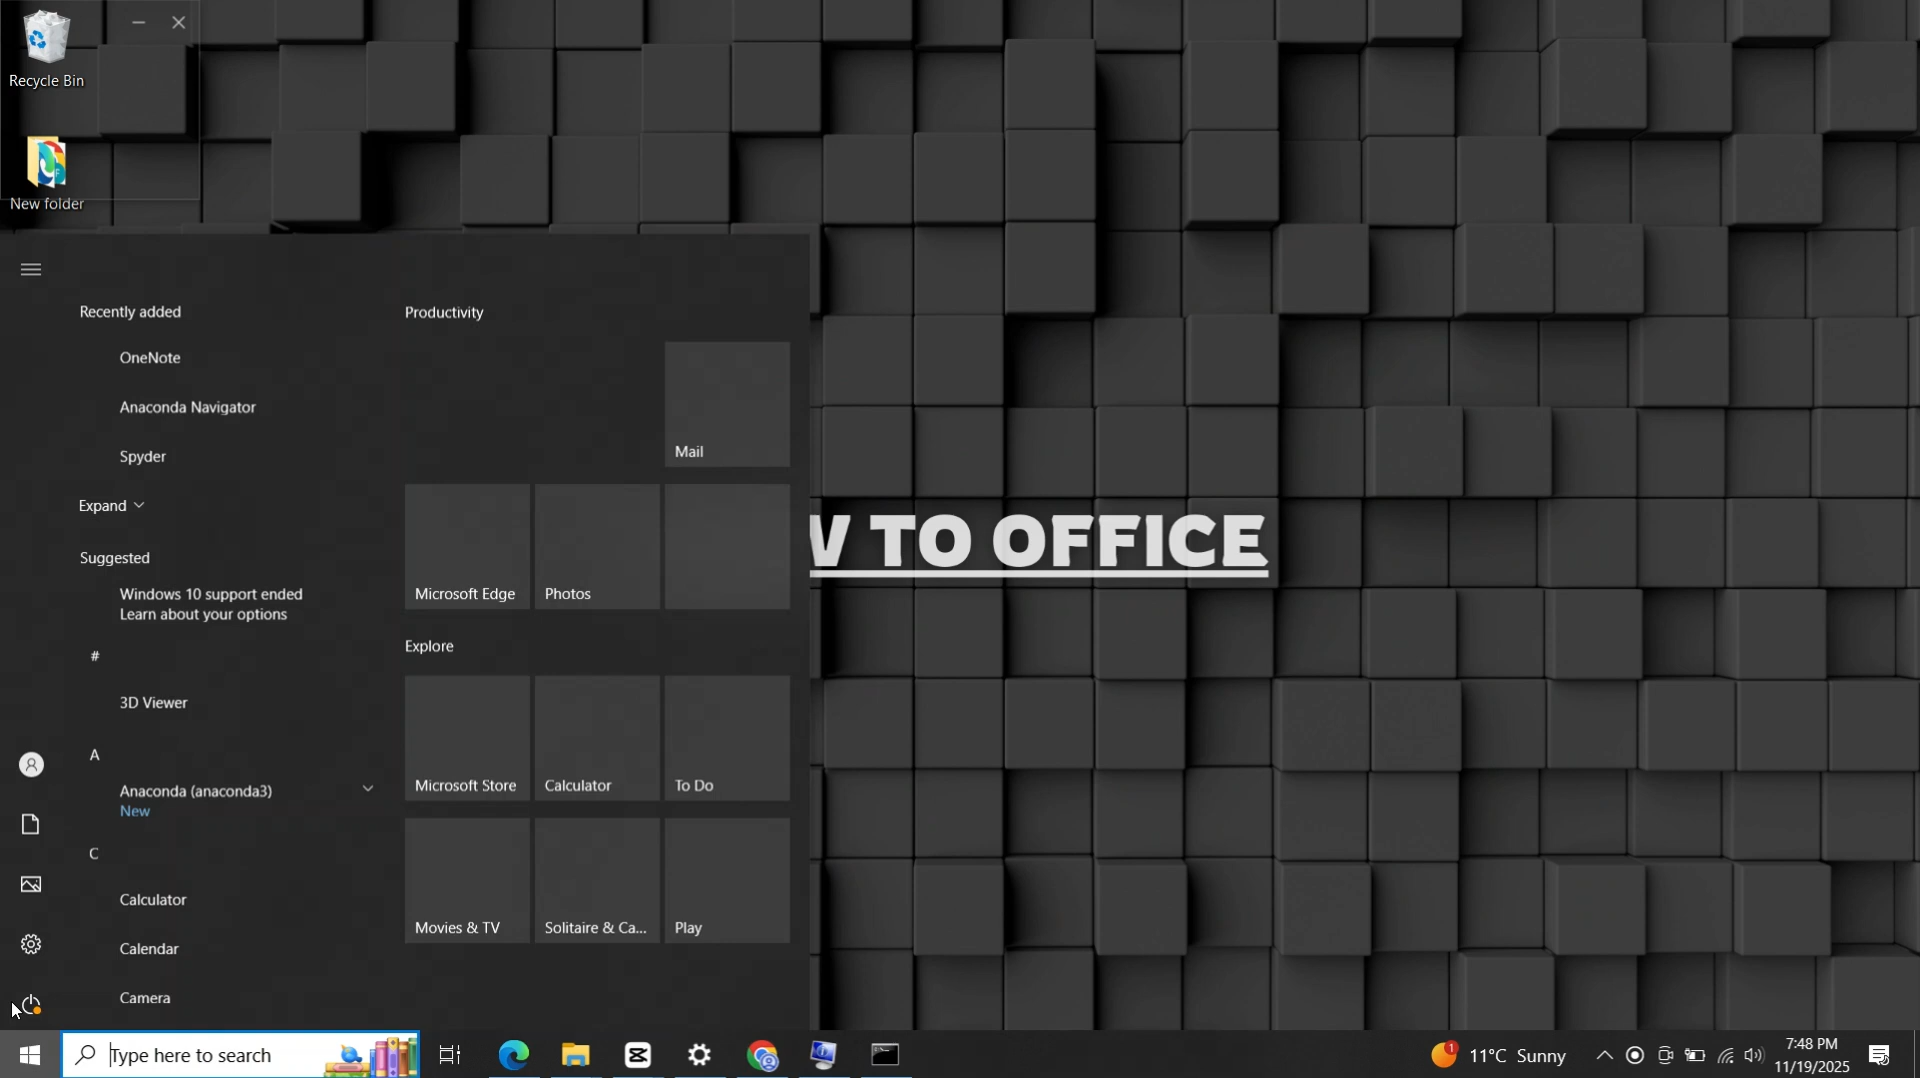 Recycle Bin
New folder
Recently added
OneNote
Anaconda Navigator
Spyder
Expand
Suggested
Windows 10 support ended
Learn about your options
#
3D Viewer
A
Anaconda (anaconda3)
New
C
Calculator
Calendar
Camera
Productivity
Mail
Microsoft Edge
Photos
Explore
Microsoft Store
Calculator
To Do
Movies & TV
Solitaire & Ca...
Play
TO OFFICE
Type here to search
1
11°C Sunny
7:48 PM
11/19/2025